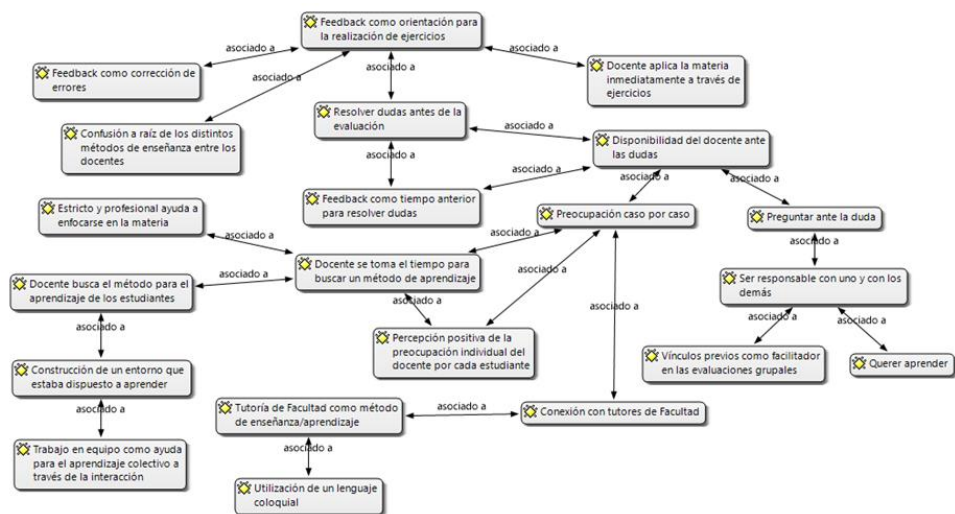 Feedback como orientación para
la realización de ejercicios
asociado a
asociado a
Feedback como corrección de
errores
asociado a
asociado a
Docente aplica la materia
inmediatamente a través de
ejercicios
Confusión a raíz de los distintos
métodos de enseñanza entre los
docentes
Resolver dudas antes de la
evaluación
asociado a
Disponibilidad del docente ante
las dudas
asociado a
asociado a
Feedback como tiempo anterior
para resolver dudas
asociado a
asociado a
Estricto y profesional ayuda a
enfocarse en la materia
Preocupación caso por caso
Preguntar ante la duda
asociado a
asociado a
asociado a
Docente se toma el tiempo para
buscar un método de aprendizaje
asociado a
asociado a
Docente busca el método para el
aprendizaje de los estudiantes
Ser responsable con uno y con los
demás
asociado a
asociado a
asociado a
asociado a
asociado a
Percepción positiva de la
preocupación individual del
docente por cada estudiante
Vínculos previos como facilitador
en las evaluaciones grupales
Querer aprender
Construcción de un entorno que
estaba dispuesto a aprender
asociado a
Tutoría de Facultad como método
de enseñanza/aprendizaje
asociado a
Conexión con tutores de Facultad
Trabajo en equipo como ayuda
para el aprendizaje colectivo a
través de la interacción
asociado a
Utilización de un lenguaje
coloquial